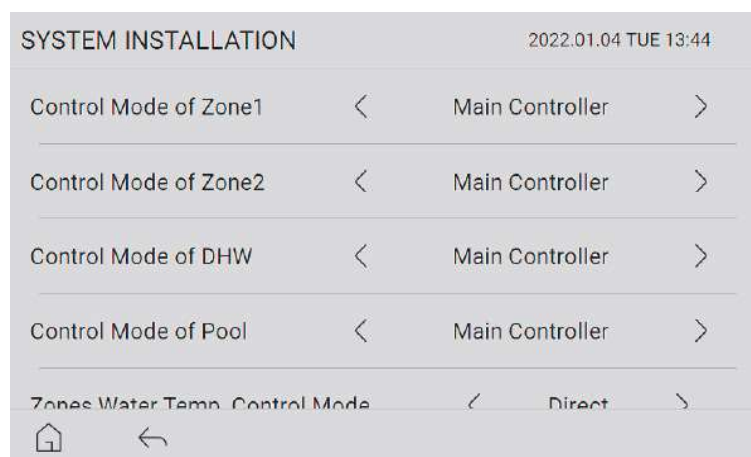 SYSTEM INSTALLATION 2022.01.04 TUE 13:44
Control Mode of Zone1 < Main Controller >
Control Mode of Zone2 < Main Controller >
Control Mode of DHW < Main Controller >
Control Mode of Pool < Main Controller >
Zones Water Temp. Control Mode < Direct >